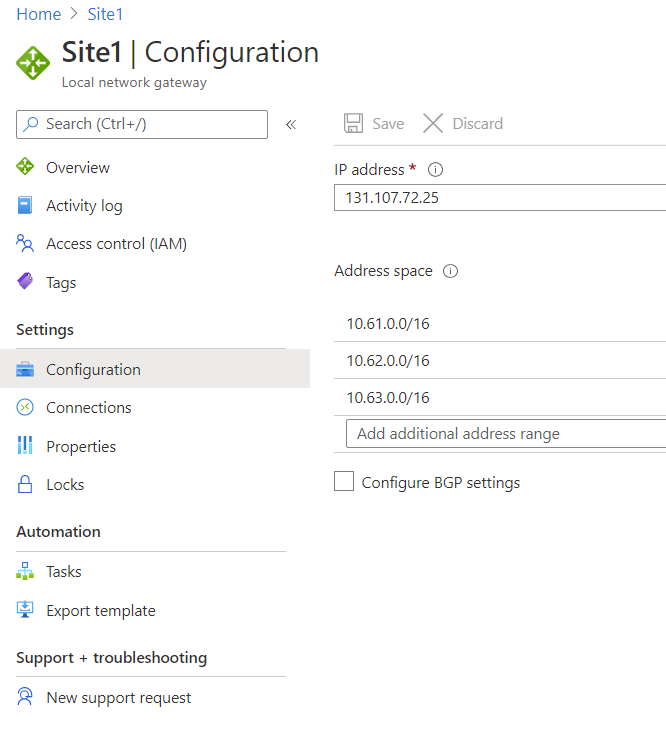 Home > Site1
Site1 | Configuration
Local network gateway
Search (Ctrl+/)
«
Overview
Activity log
Access control (IAM)
Tags
Settings
Configuration
Connections
Properties
Locks
Automation
Tasks
Export template
Support + troubleshooting
New support request
Save Discard
IP address *
131.107.72.25
Address space
10.61.0.0/16
10.62.0.0/16
10.63.0.0/16
Add additional address range
Configure BGP settings